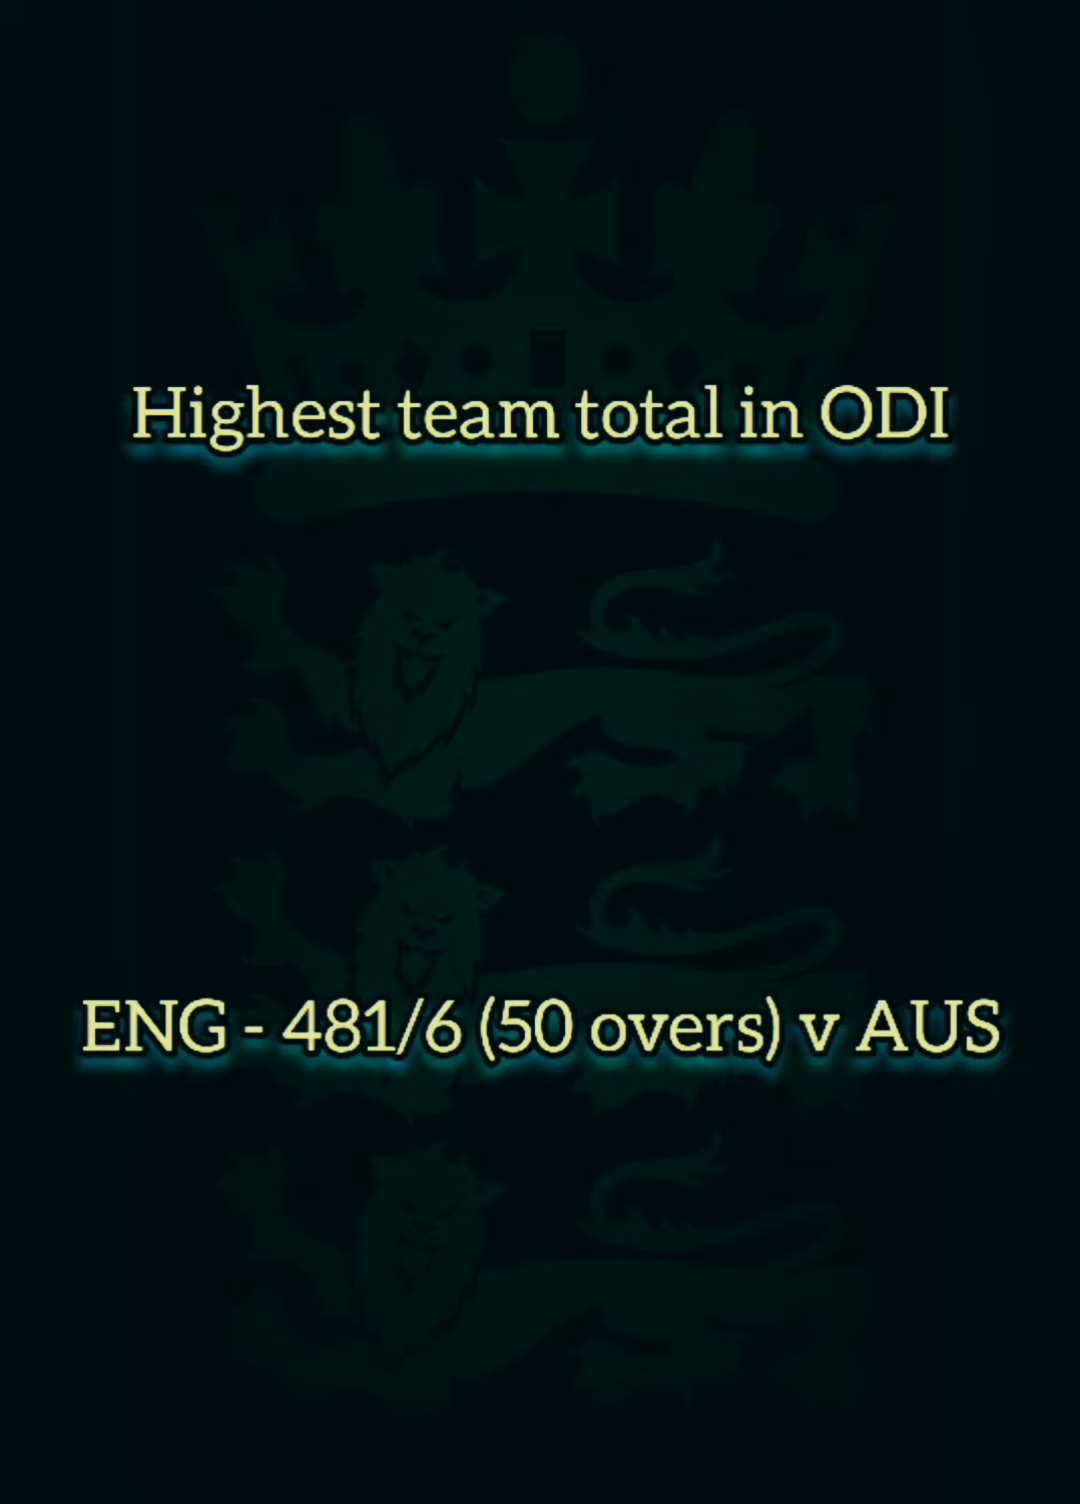 Highest team total in ODI
ENG - 481/6 (50 overs) v AUS